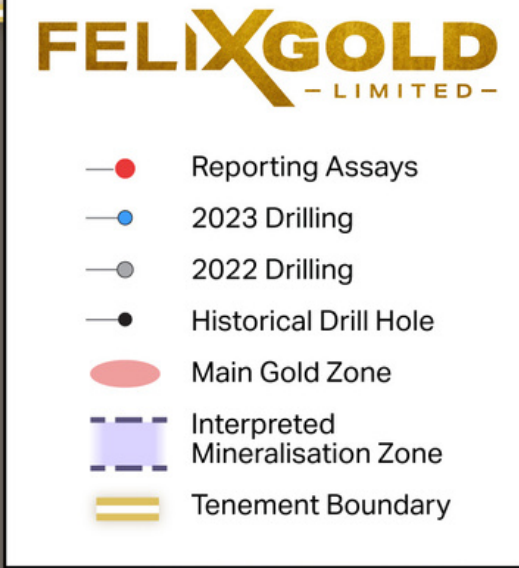 FELIXGOLD
LIMITED
Reporting Assays
2023 Drilling
2022 Drilling
Historical Drill Hole
Main Gold Zone
Interpreted
Mineralisation Zone
Tenement Boundary